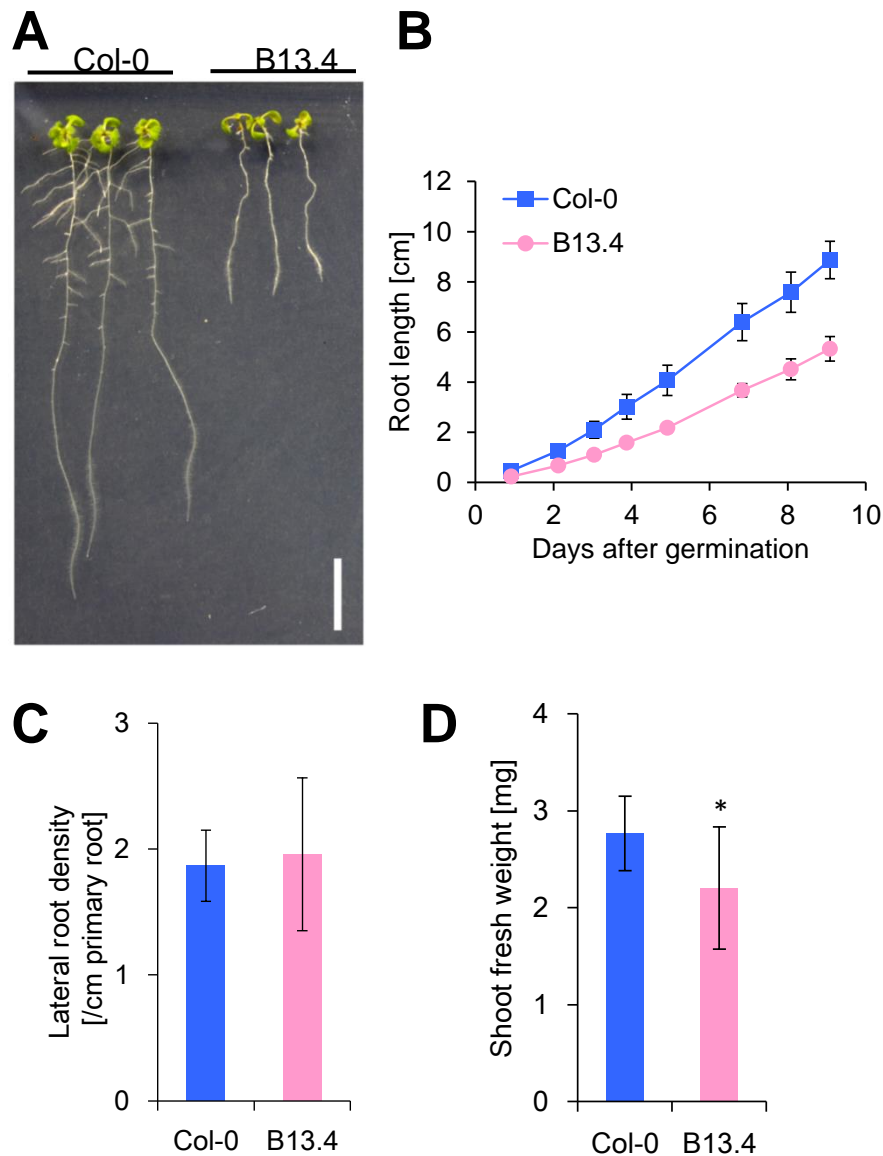 A
Col-0
B13.4
B
12
10
8
6
4
2
0
Root length [cm]
Col-0
B13.4
0
2
4
6
8
10
Days after germination
C
3
2
1
0
Lateral root density
[/cm primary root]
Col-0
B13.4
D
4
3
2
1
0
Shoot fresh weight [mg]
*
Col-0
B13.4